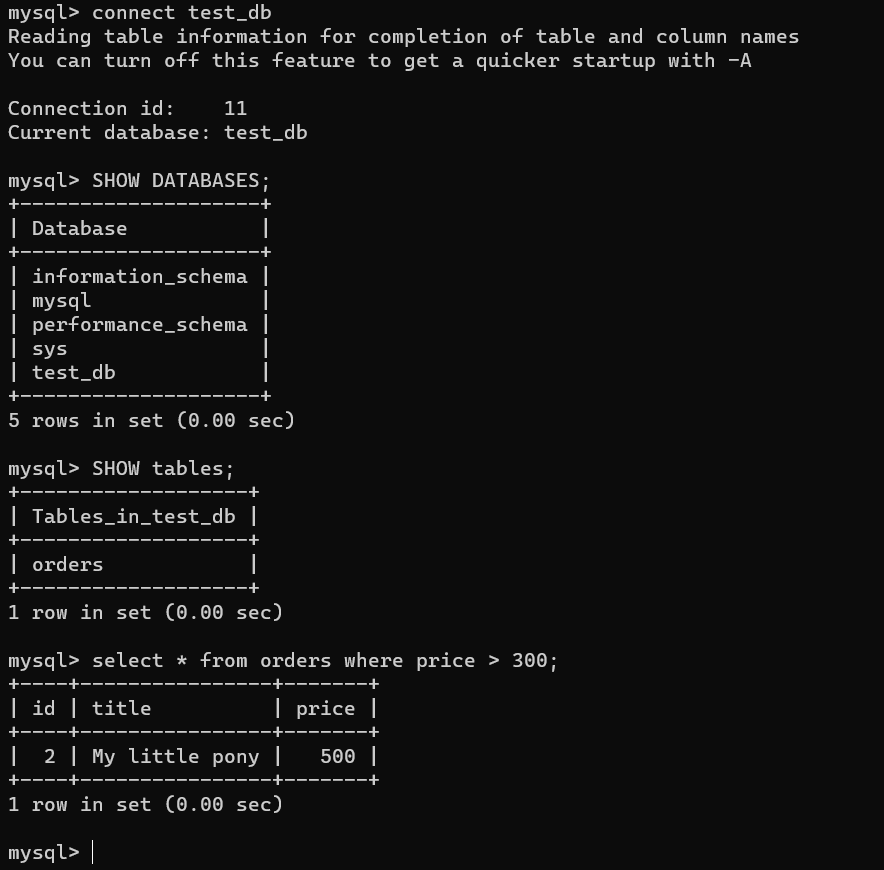 mysql> connect test_db
Reading table information for completion of table and column names
You can turn off this feature to get a quicker startup with -A

Connection id:    11
Current database: test_db

mysql> SHOW DATABASES;
+--------------------+
| Database           |
+--------------------+
| information_schema |
| mysql              |
| performance_schema |
| sys                |
| test_db            |
+--------------------+
5 rows in set (0.00 sec)

mysql> SHOW tables;
+-------------------+
| Tables_in_test_db |
+-------------------+
| orders            |
+-------------------+
1 row in set (0.00 sec)

mysql> select * from orders where price > 300;
+----+----------------+-------+
| id | title          | price |
+----+----------------+-------+
|  2 | My little pony |   500 |
+----+----------------+-------+
1 row in set (0.00 sec)

mysql>